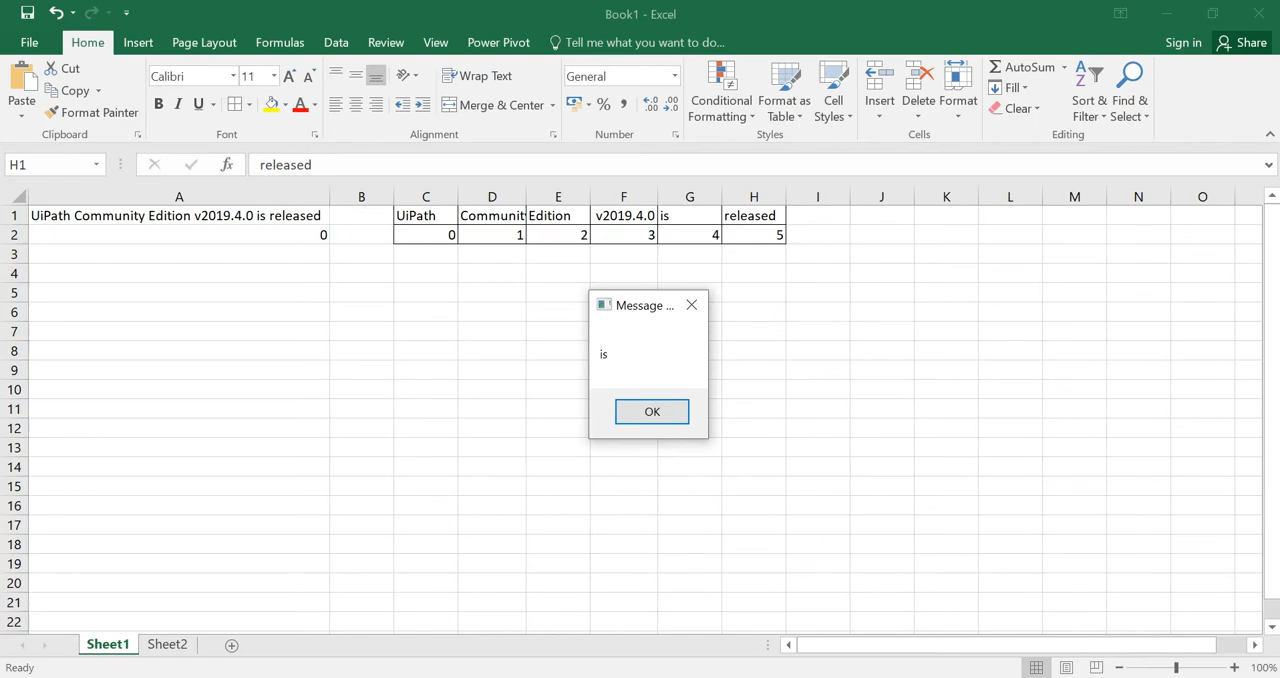 Book1 - Excel
File Home Insert Page Layout Formulas Data Review View Power Pivot Tell me what you want to do... Sign in Share
Paste Cut Copy Format Painter
Clipboard
Calibri 11
B I U A
Font
Wrap Text
Merge & Center
Alignment
General
% ,
Number
Conditional Formatting
Format as Table
Cell Styles
Styles
Insert Delete Format
Cells
AutoSum
Fill
Clear
Sort & Filter
Find & Select
Editing
H1 fx released
A B C D E F G H I J K L M N O
1 UiPath Community Edition v2019.4.0 is released UiPath Communit Edition v2019.4.0 is released
2 0 0 1 2 3 4 5
3
4
5
6
7
8
9
10
11
12
13
14
15
16
17
18
19
20
21
22
Message ...
is
OK
Sheet1 Sheet2
Ready 100%